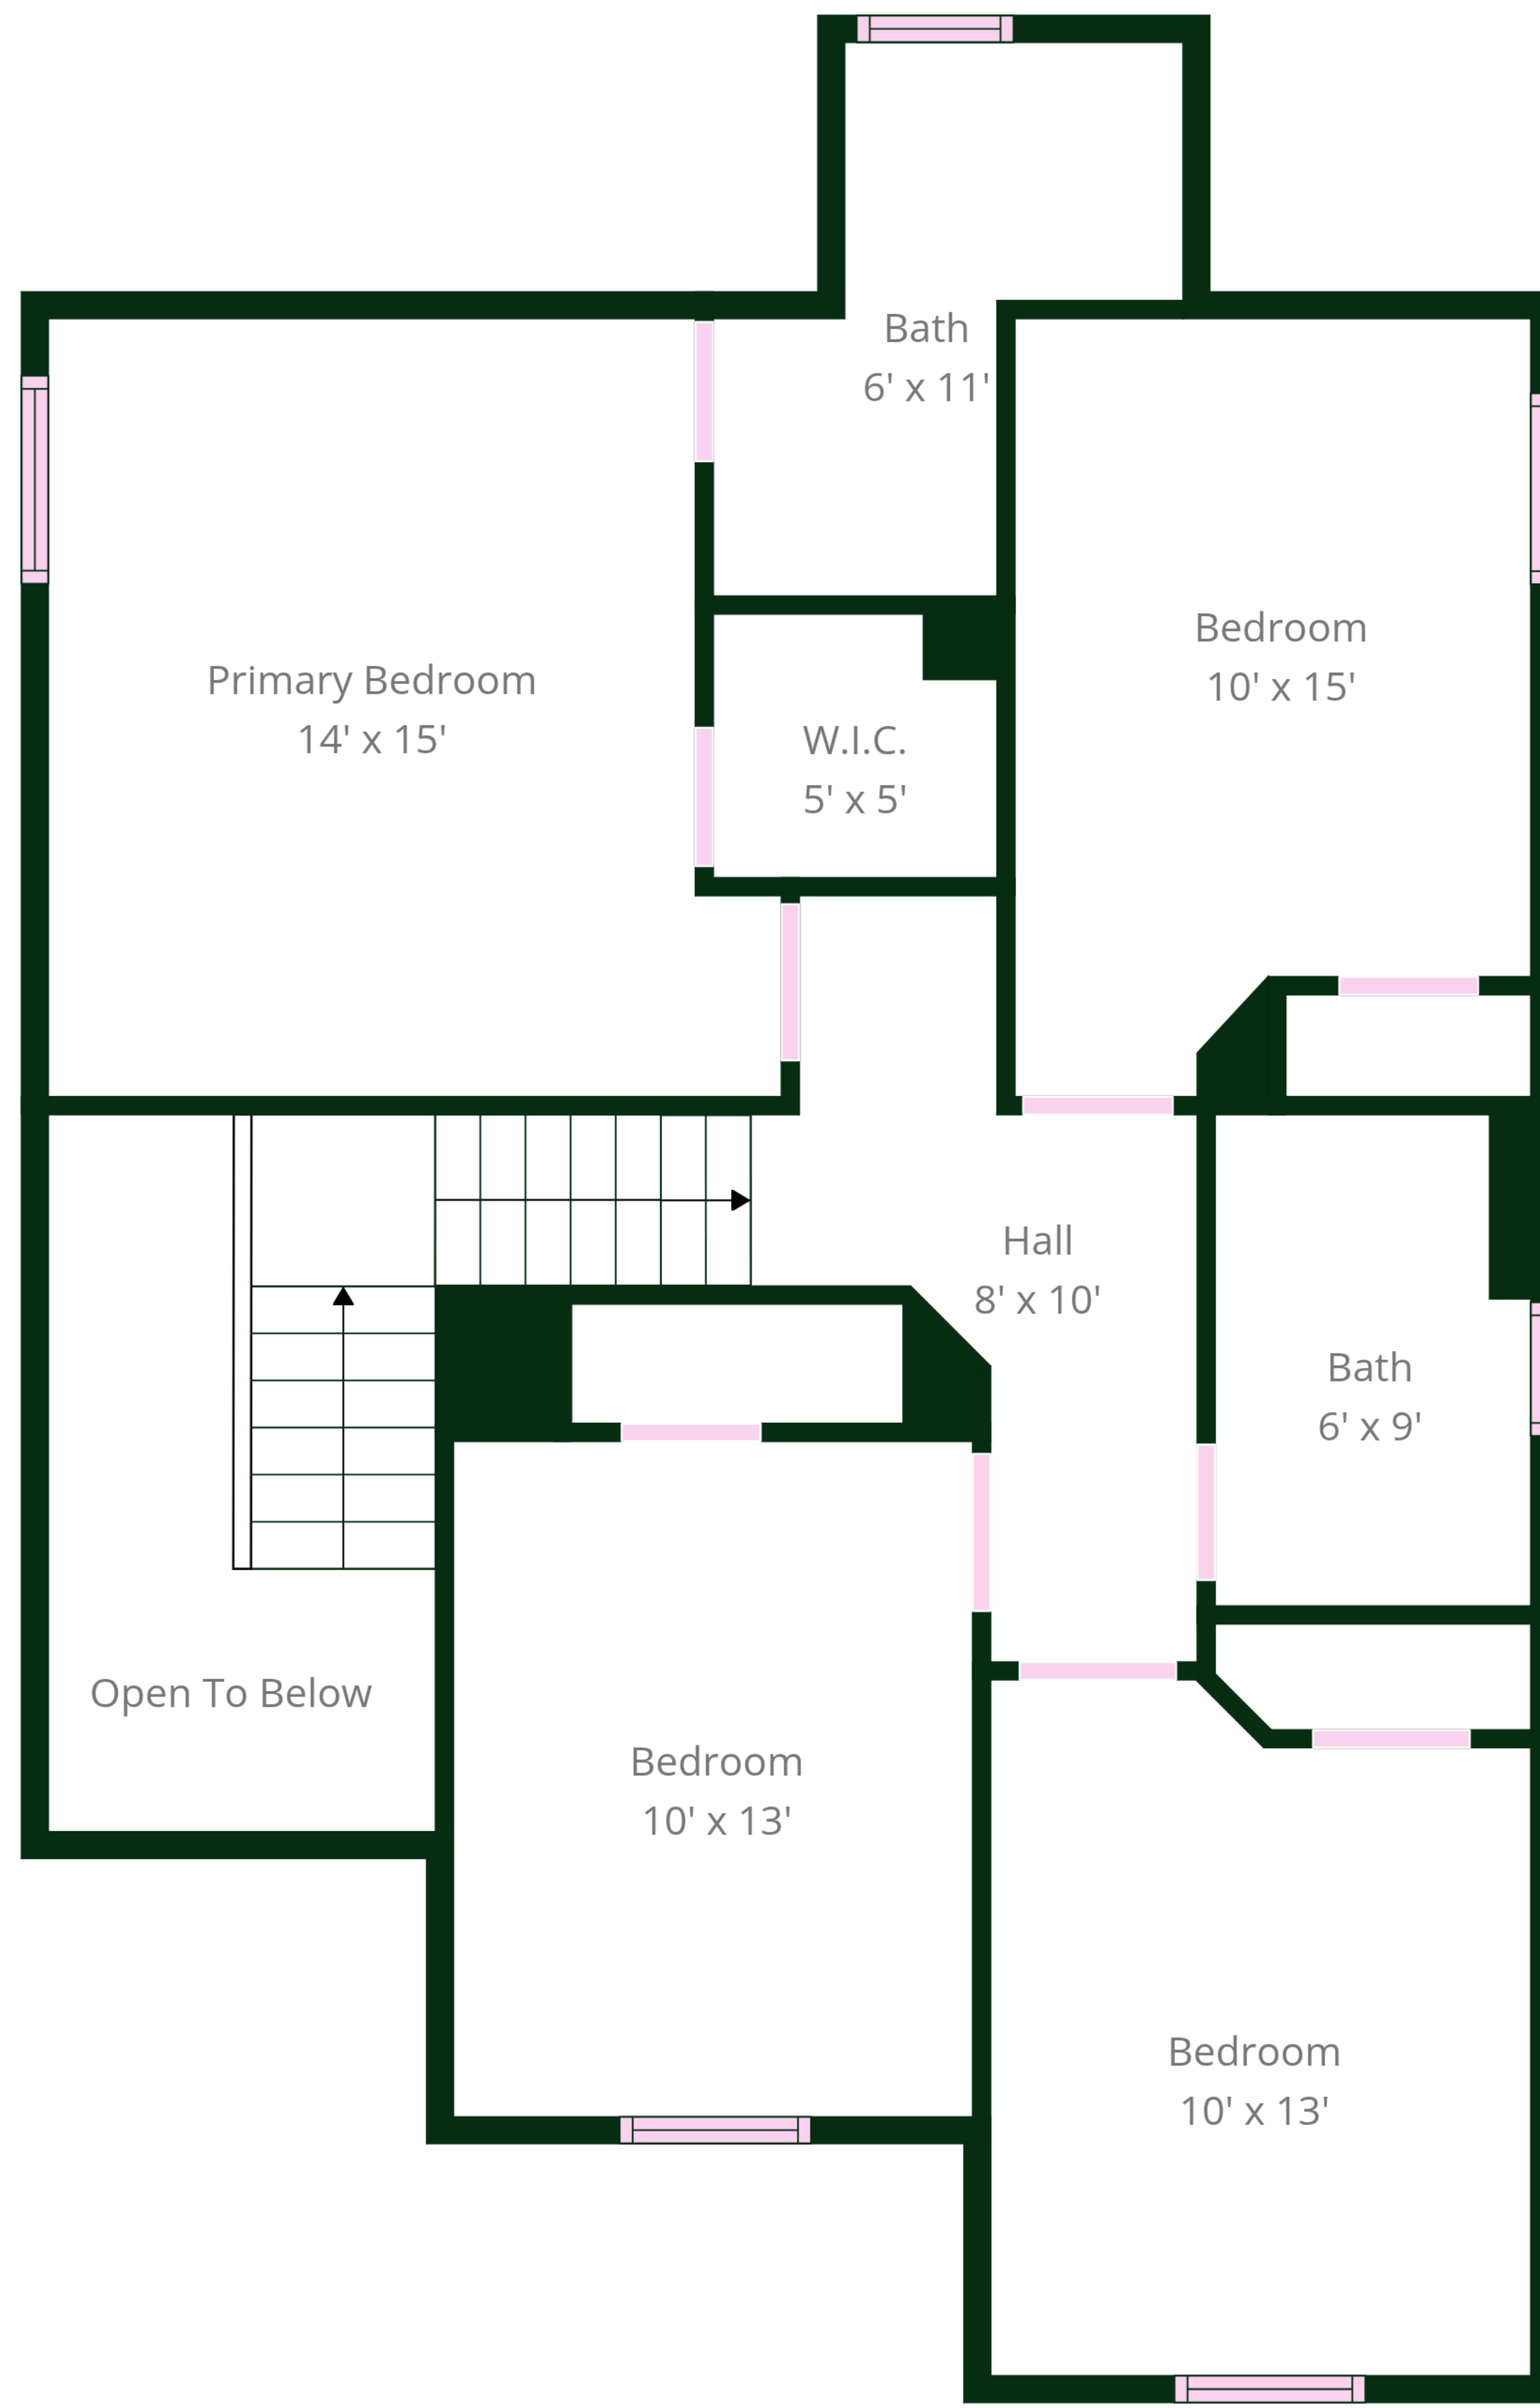 Bath
6' x 11'
Bedroom
10' x 15'
Primary Bedroom
14' x 15'
W.I.C.
5' x 5'
Hall
8' x 10'
Bath
6' x 9'
Open To Below
Bedroom
10' x 13'
Bedroom
10' x 13'